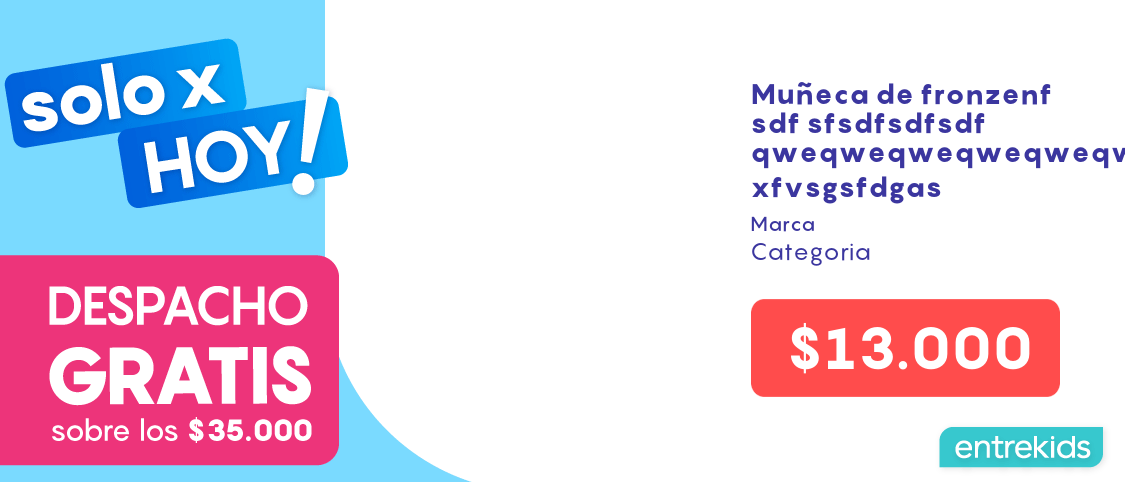 solo x
HOY!
DESPACHO
GRATIS
sobre los $35.000
Muñeca de fronzenf
sdf sfsdfsdfsdf
qweqweqweqweqweqw
xfvsgsfdgas
Marca
Categoria
$13.000
entrekids